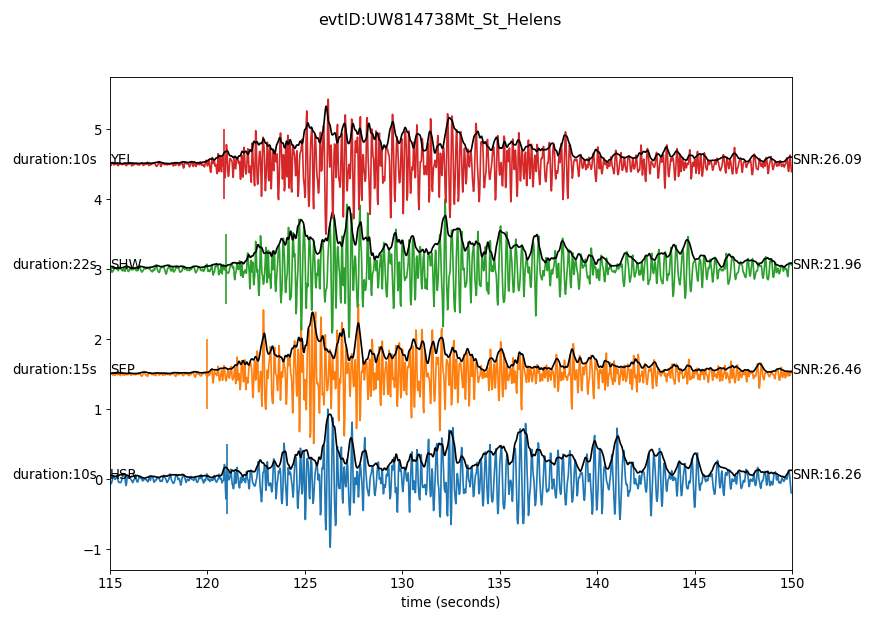 evtID:UW814738Mt_St_Helens
5
duration:10s YEL SNR:26.09
4
duration:22s SHW SNR:21.96
3
2
duration:15s SEP SNR:26.46
1
duration:10s HSR SNR:16.26
0
−1
115 120 125 130 135 140 145 150
time (seconds)